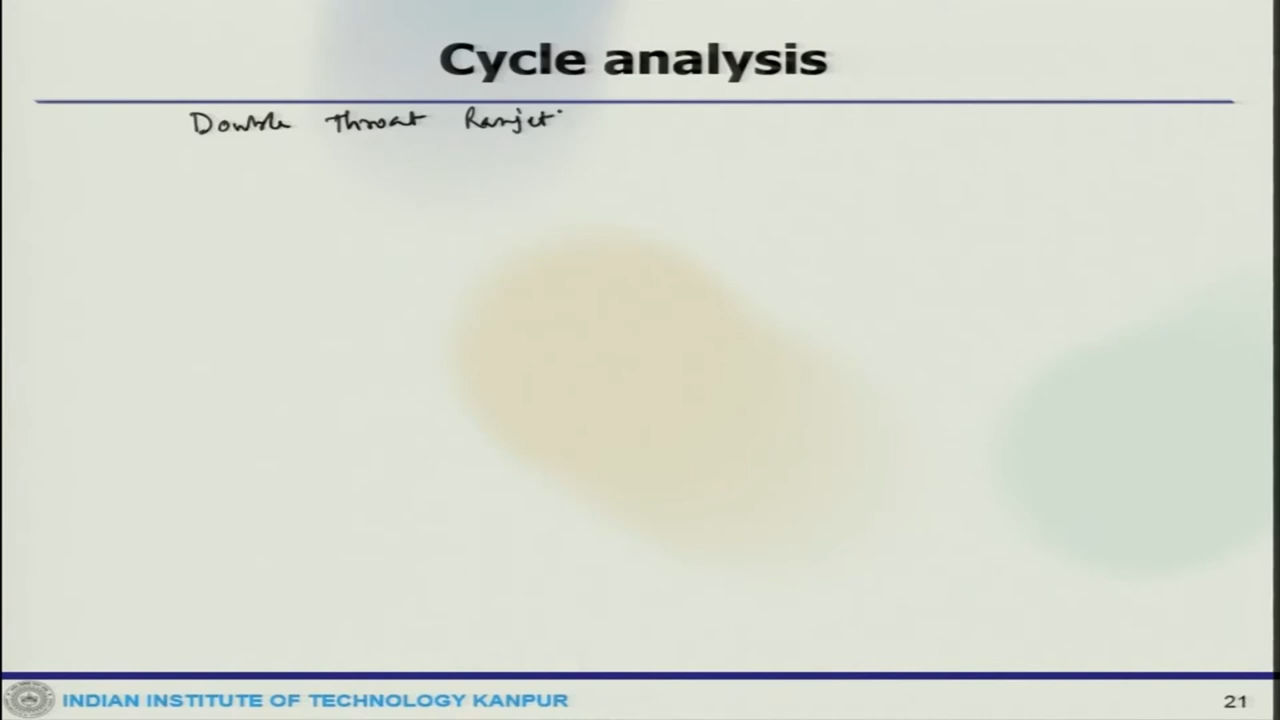 Cycle analysis
Double Throat Ramjet
INDIAN INSTITUTE OF TECHNOLOGY KANPUR
21